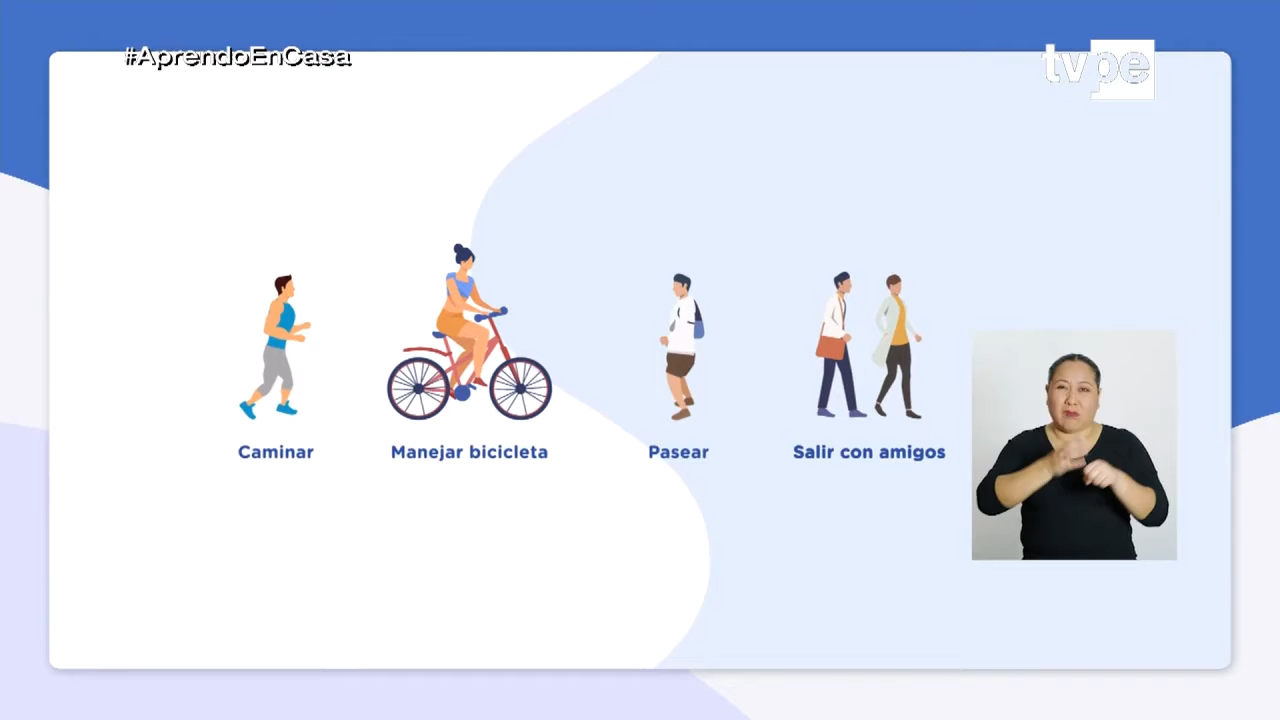 #AprendoEnCasa
tvpe
Caminar
Manejar bicicleta
Pasear
Salir con amigos